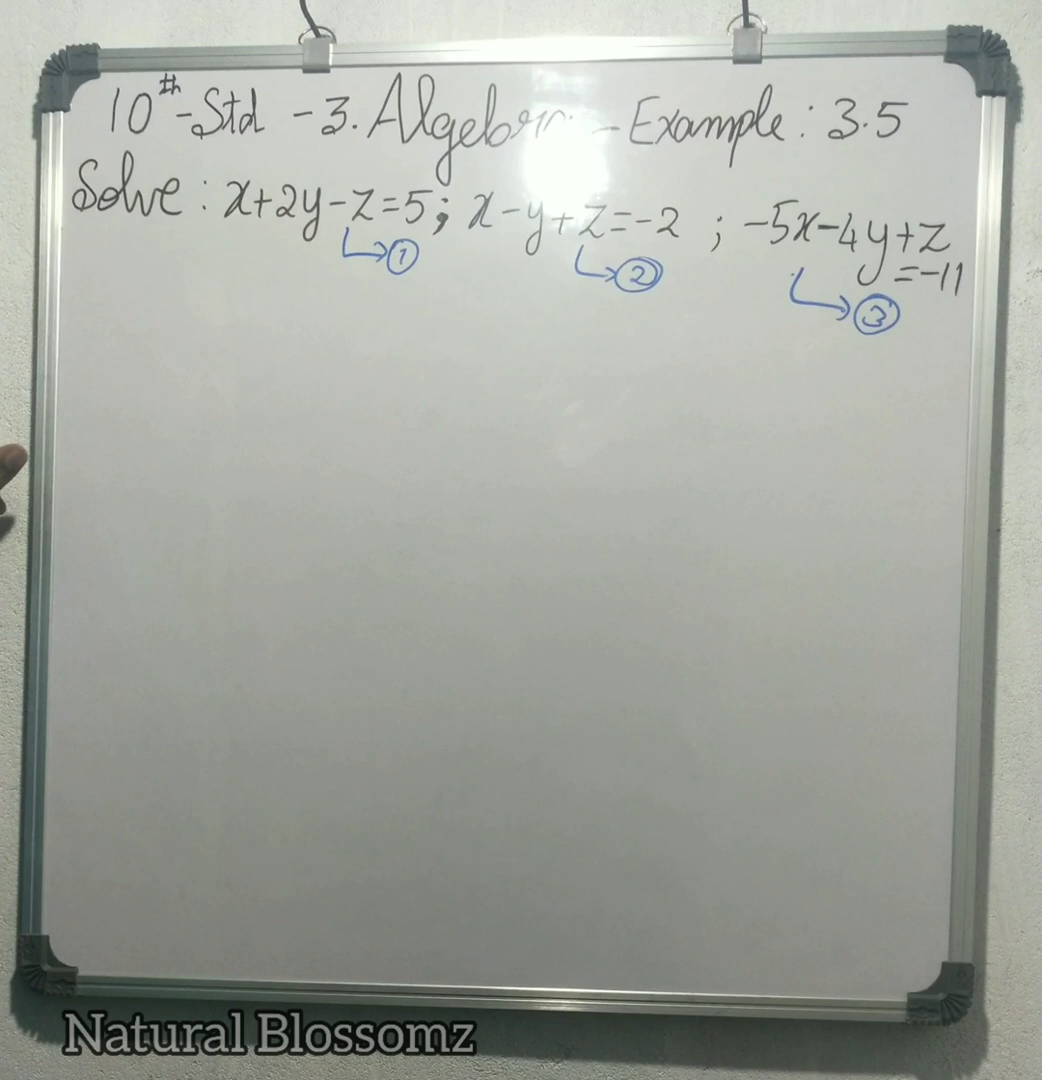 10th-Std - 3. Algebra - Example: 3.5
Solve: x+2y-z=5; x-y+z=-2 ; -5x-4y+z
=-11
①
②
③
Natural Blossomz